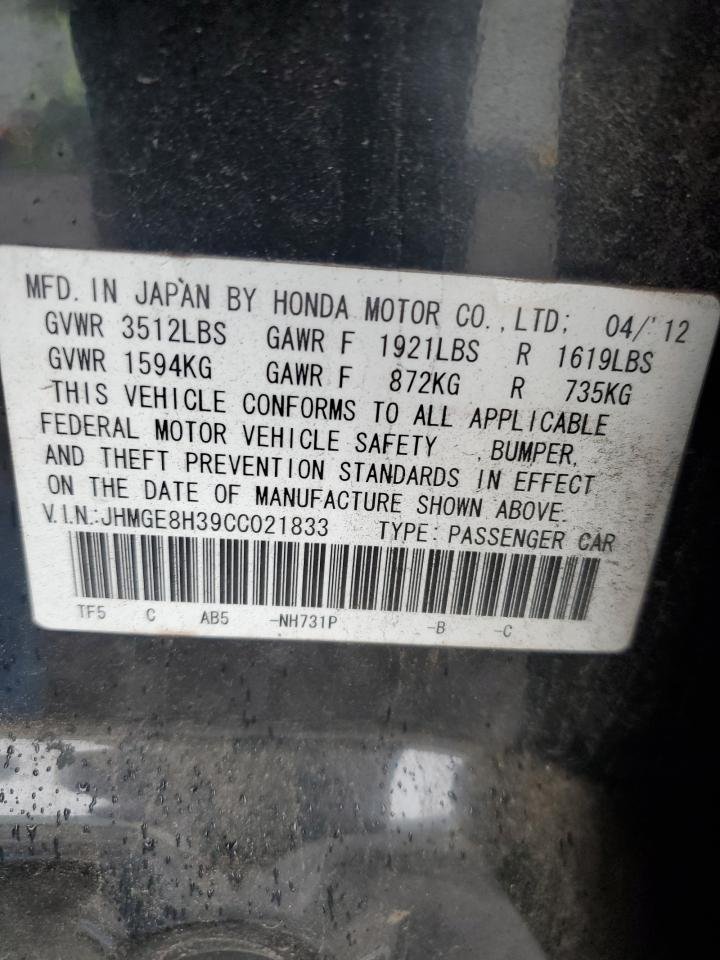 MFD. IN JAPAN BY HONDA MOTOR CO., LTD; 04/'12
GVWR 3512LBS GAWR F 1921LBS R 1619LBS
GVWR 1594KG GAWR F 872KG R 735KG
THIS VEHICLE CONFORMS TO ALL APPLICABLE
FEDERAL MOTOR VEHICLE SAFETY , BUMPER,
AND THEFT PREVENTION STANDARDS IN EFFECT
ON THE DATE OF MANUFACTURE SHOWN ABOVE.
V.I.N.:JHMGE8H39CC021833 TYPE: PASSENGER CAR
TF5 C AB5 -NH731P -B -C